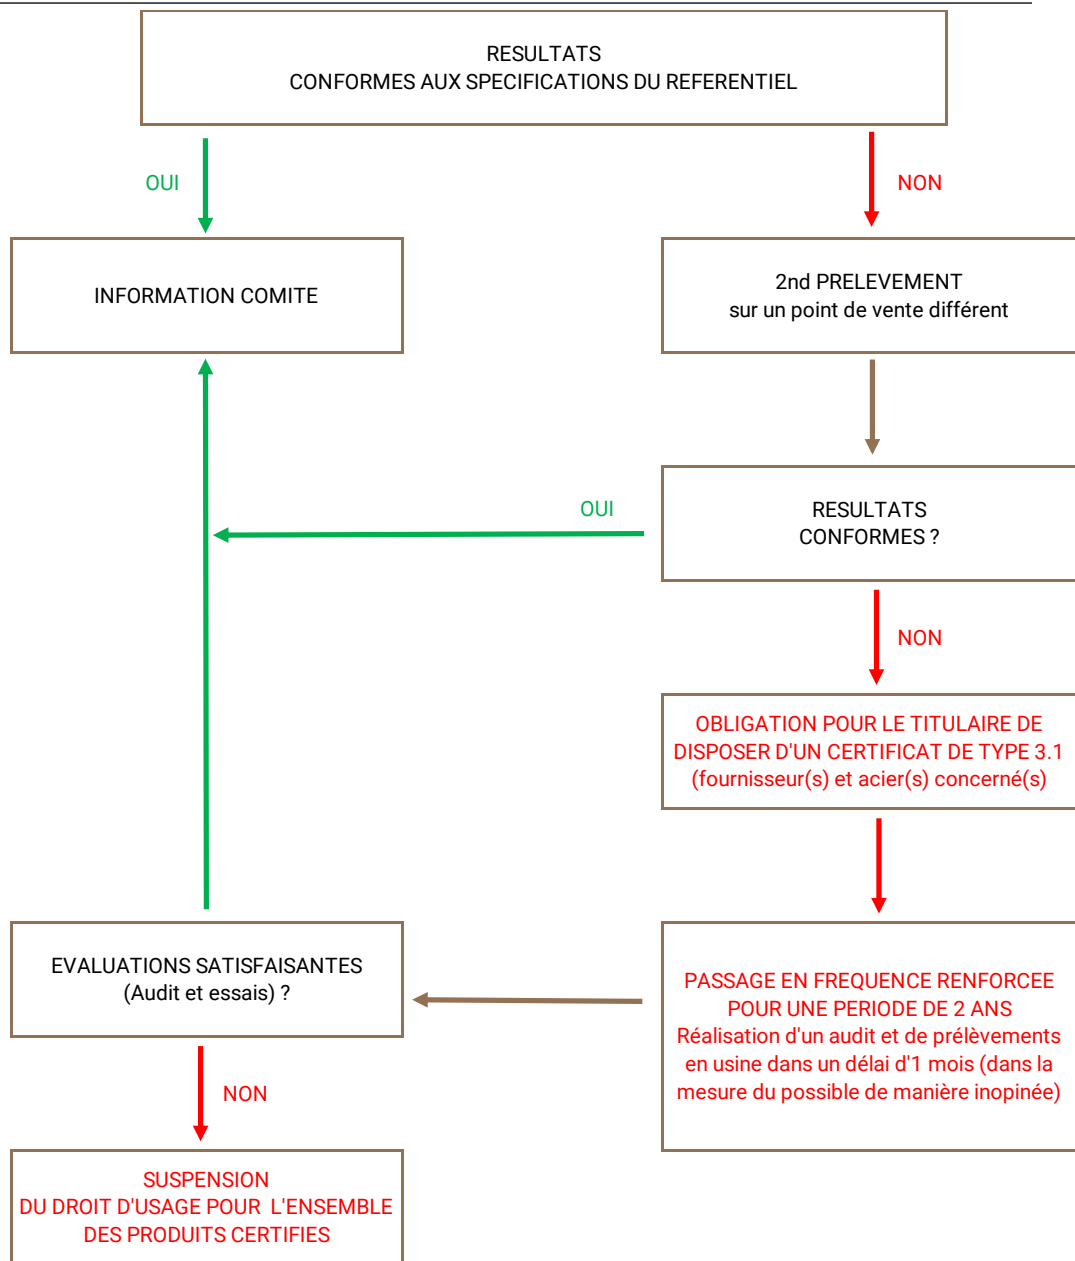 RESULTATS
CONFORMES AUX SPECIFICATIONS DU REFERENTIEL
OUI
NON
INFORMATION COMITE
2nd PRELEVEMENT
sur un point de vente différent
OUI
RESULTATS
CONFORMES ?
NON
OBLIGATION POUR LE TITULAIRE DE
DISPOSER D'UN CERTIFICAT DE TYPE 3.1
(fournisseur(s) et acier(s) concerné(s)
EVALUATIONS SATISFAISANTES
(Audit et essais) ?
PASSAGE EN FREQUENCE RENFORCEE
POUR UNE PERIODE DE 2 ANS
Réalisation d'un audit et de prélèvements
en usine dans un délai d'1 mois (dans la
mesure du possible de manière inopinée)
NON
SUSPENSION
DU DROIT D'USAGE POUR L'ENSEMBLE
DES PRODUITS CERTIFIES